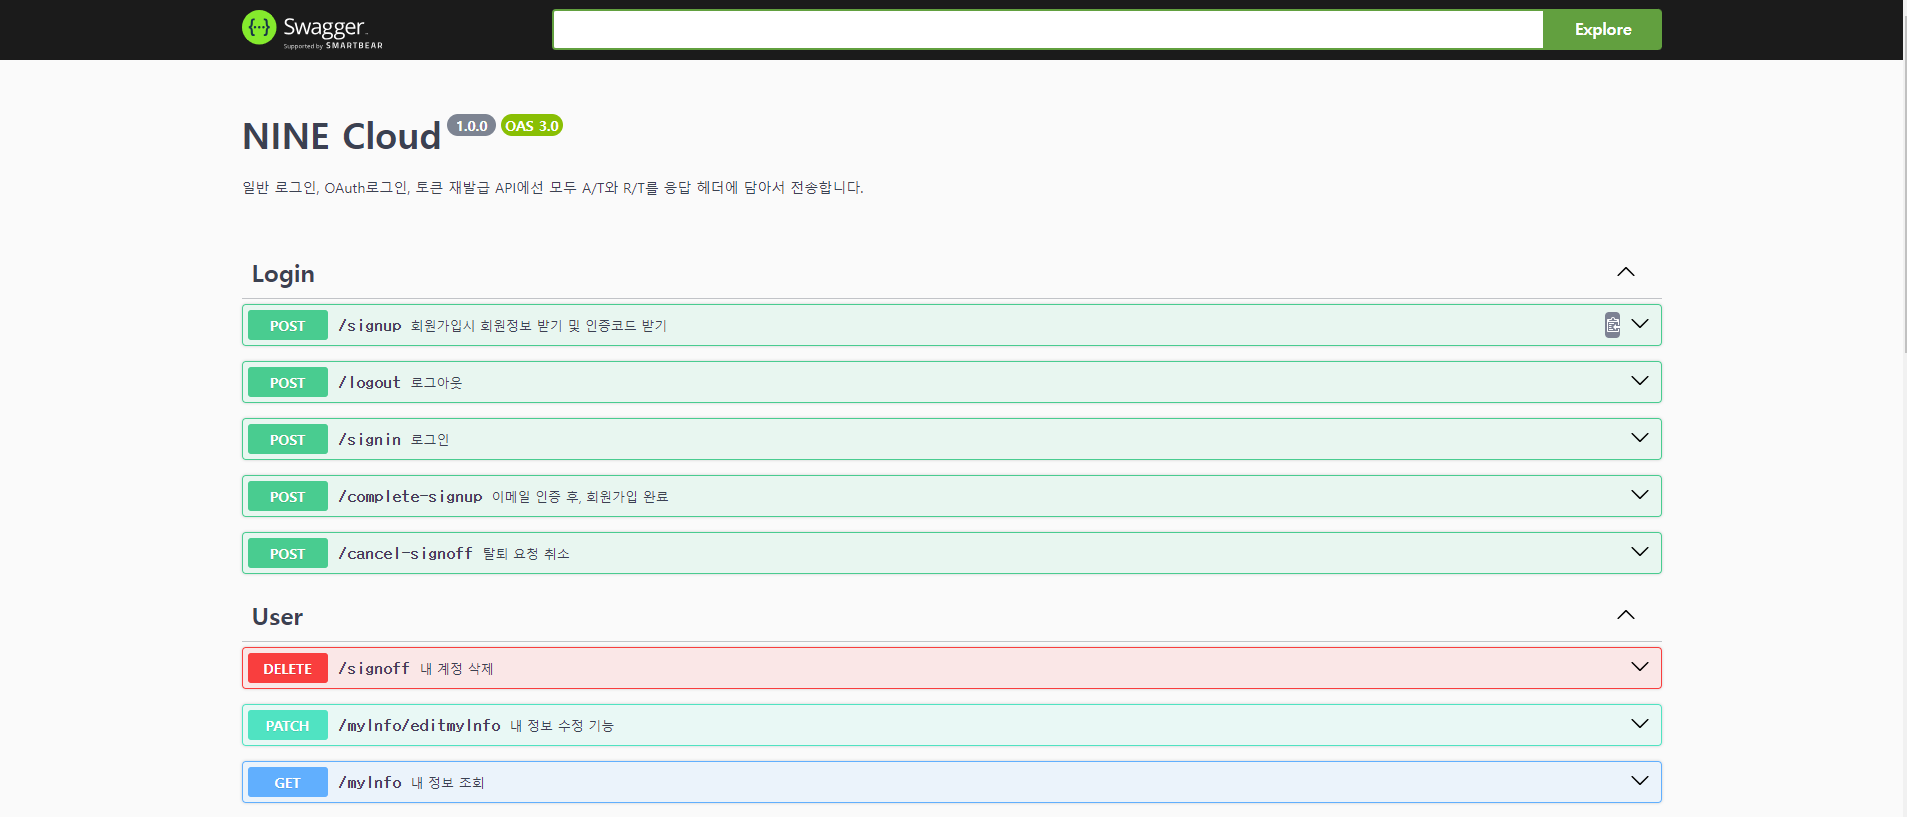 Swagger
Supported by SMARTBEAR
Explore
NINE Cloud 1.0.0 OAS 3.0
일반 로그인, OAuth로그인, 토큰 재발급 API에선 모두 A/T와 R/T를 응답 헤더에 담아서 전송합니다.
Login
POST /signup 회원가입시 회원정보 받기 및 인증코드 받기
POST /logout 로그아웃
POST /signin 로그인
POST /complete-signup 이메일 인증 후, 회원가입 완료
POST /cancel-signoff 탈퇴 요청 취소
User
DELETE /signoff 내 계정 삭제
PATCH /myInfo/editmyInfo 내 정보 수정 기능
GET /myInfo 내 정보 조회